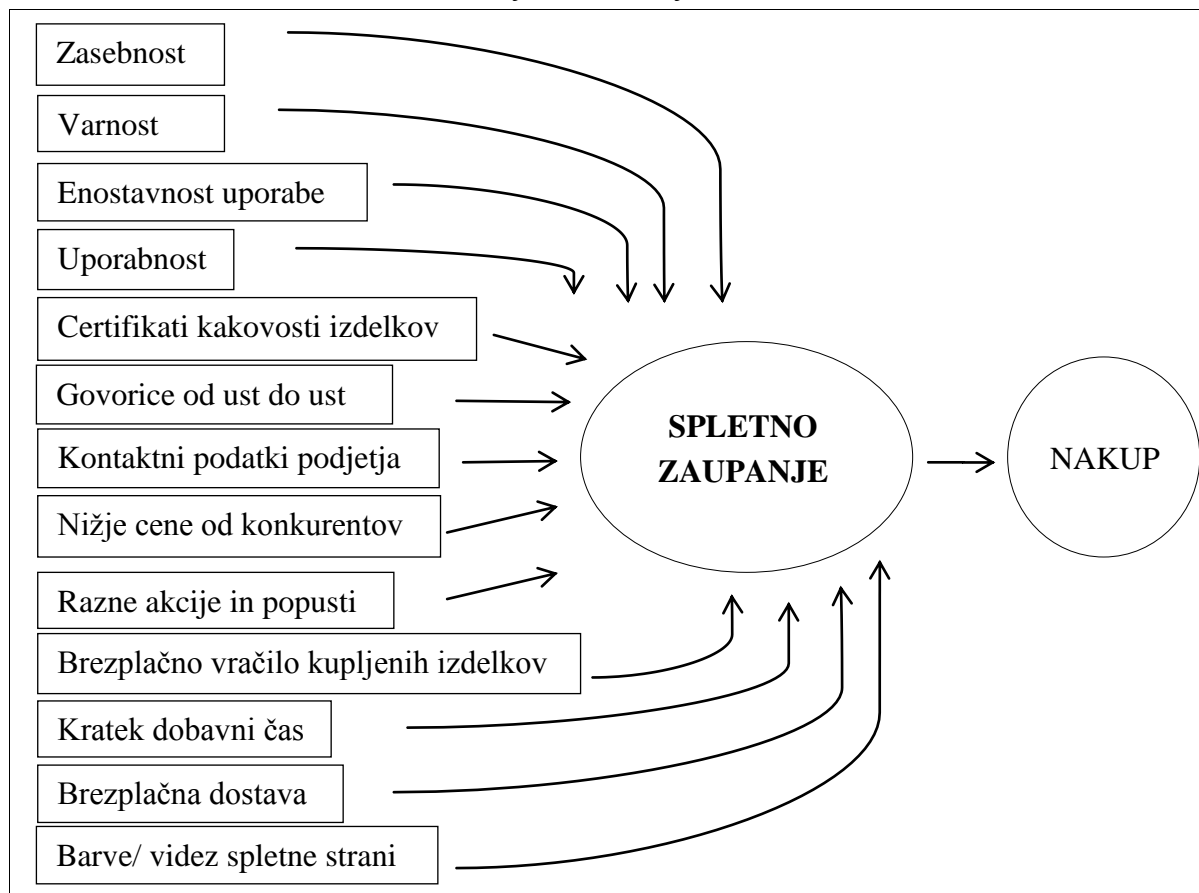 Zasebnost
Varnost
Enostavnost uporabe
Uporabnost
Certifikati kakovosti izdelkov
Govorice od ust do ust
Kontaktni podatki podjetja
Nižje cene od konkurentov
Razne akcije in popusti
Brezplačno vračilo kupljenih izdelkov
Kratek dobavni čas
Brezplačna dostava
Barve/ videz spletne strani
SPLETNO
ZAUPANJE
NAKUP